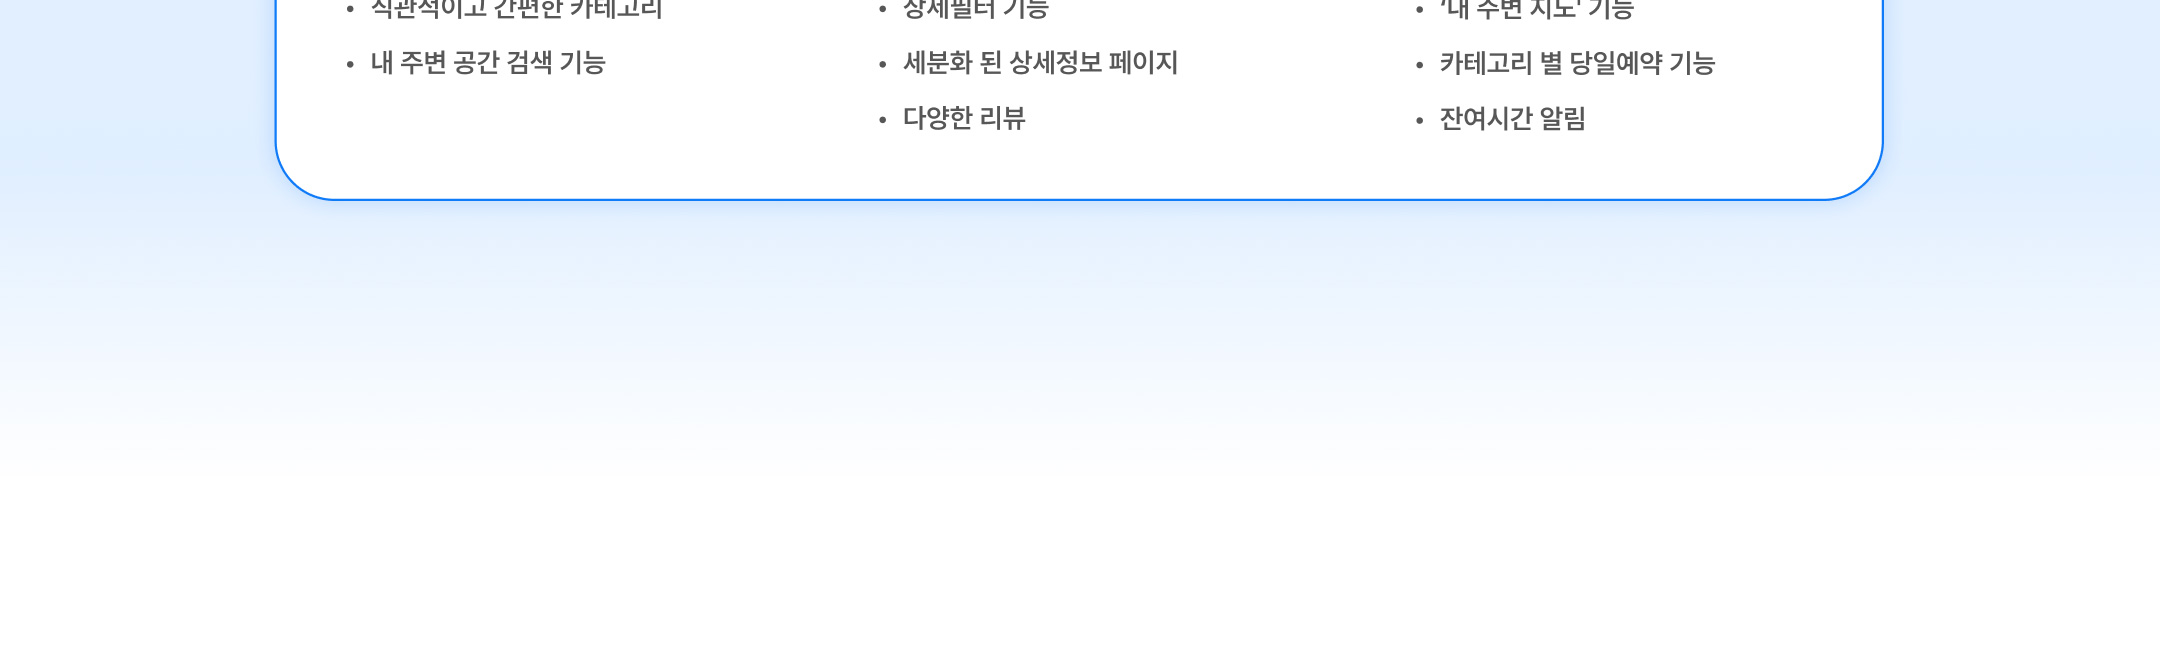 • 직관적이고 간편한 카테고리
• 내 주변 공간 검색 기능
• 상세필터 기능
• 세분화 된 상세정보 페이지
• 다양한 리뷰
• ‘내 주변 지도' 기능
• 카테고리 별 당일예약 기능
• 잔여시간 알림